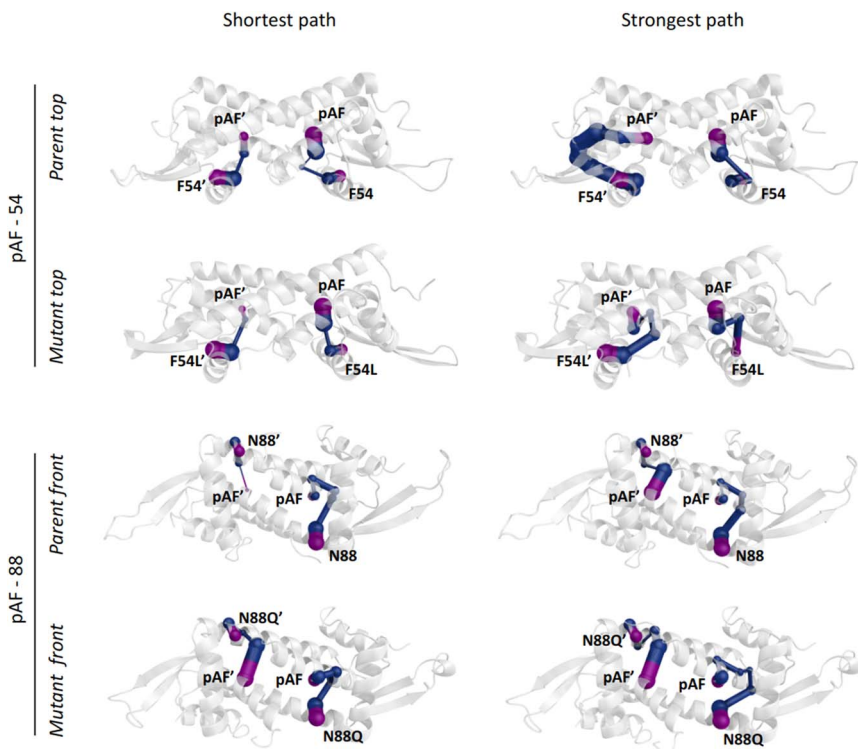 Shortest path
Strongest path
pAF - 54
Parent top
pAF’
pAF
F54’
F54
pAF’
pAF
F54’
F54
Mutant top
pAF’
pAF
F54L’
F54L
pAF’
pAF
F54L’
F54L
pAF - 88
Parent front
N88’
pAF’
pAF
N88
N88’
pAF’
pAF
N88
Mutant front
N88Q’
pAF’
pAF
N88Q
N88Q’
pAF’
pAF
N88Q